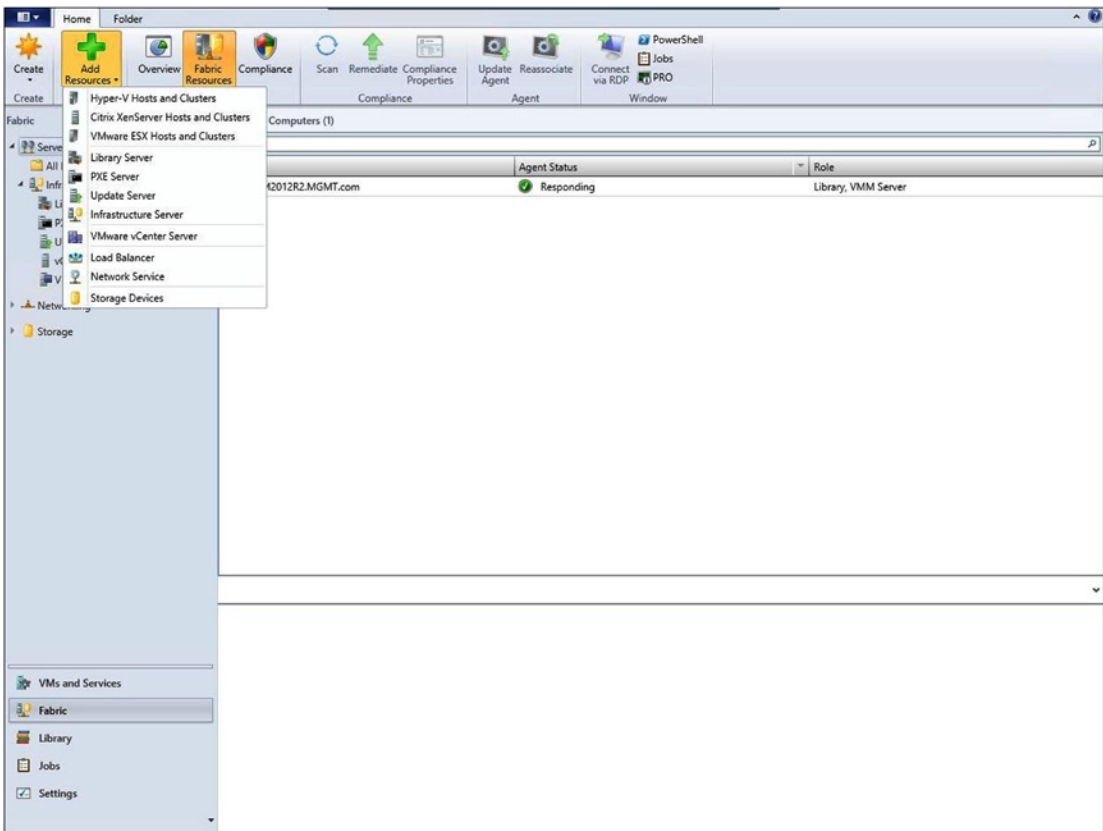 Home Folder
Create
Add Resources
Overview
Fabric Resources
Compliance
Scan
Remediate
Compliance Properties
Update Agent
Reassociate
Connect via RDP
PowerShell
Jobs
PRO
Create
Compliance
Agent
Window
Hyper-V Hosts and Clusters
Citrix XenServer Hosts and Clusters
VMware ESX Hosts and Clusters
Library Server
PXE Server
Update Server
Infrastructure Server
VMware vCenter Server
Load Balancer
Network Service
Storage Devices
Fabric
Computers (1)
Agent Status Role
M2012R2.MGMT.com Responding Library, VMM Server
Storage
VMs and Services
Fabric
Library
Jobs
Settings